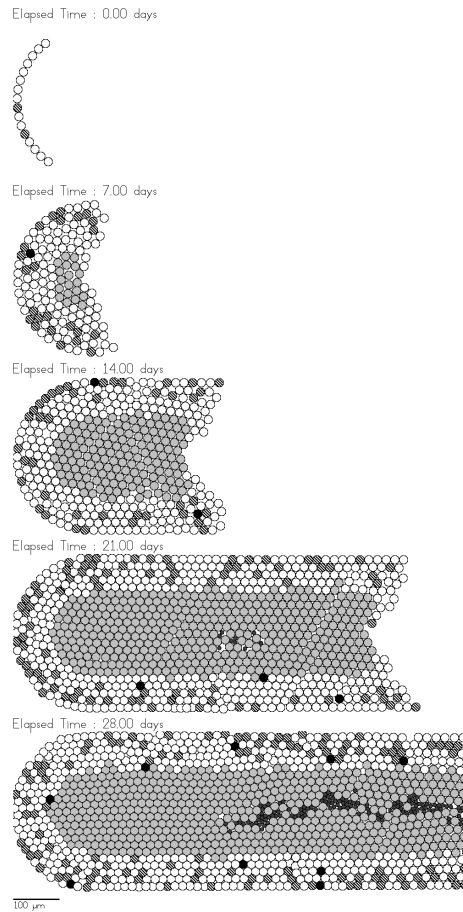 Elapsed Time : 0.00 days
Elapsed Time : 7.00 days
Elapsed Time : 14.00 days
Elapsed Time : 21.00 days
Elapsed Time : 28.00 days
100 μm